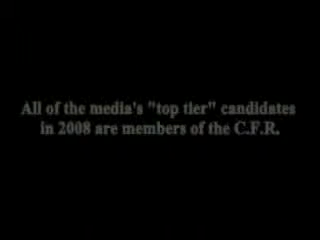 All of the media's "top tier" candidates
in 2008 are members of the C.F.R.